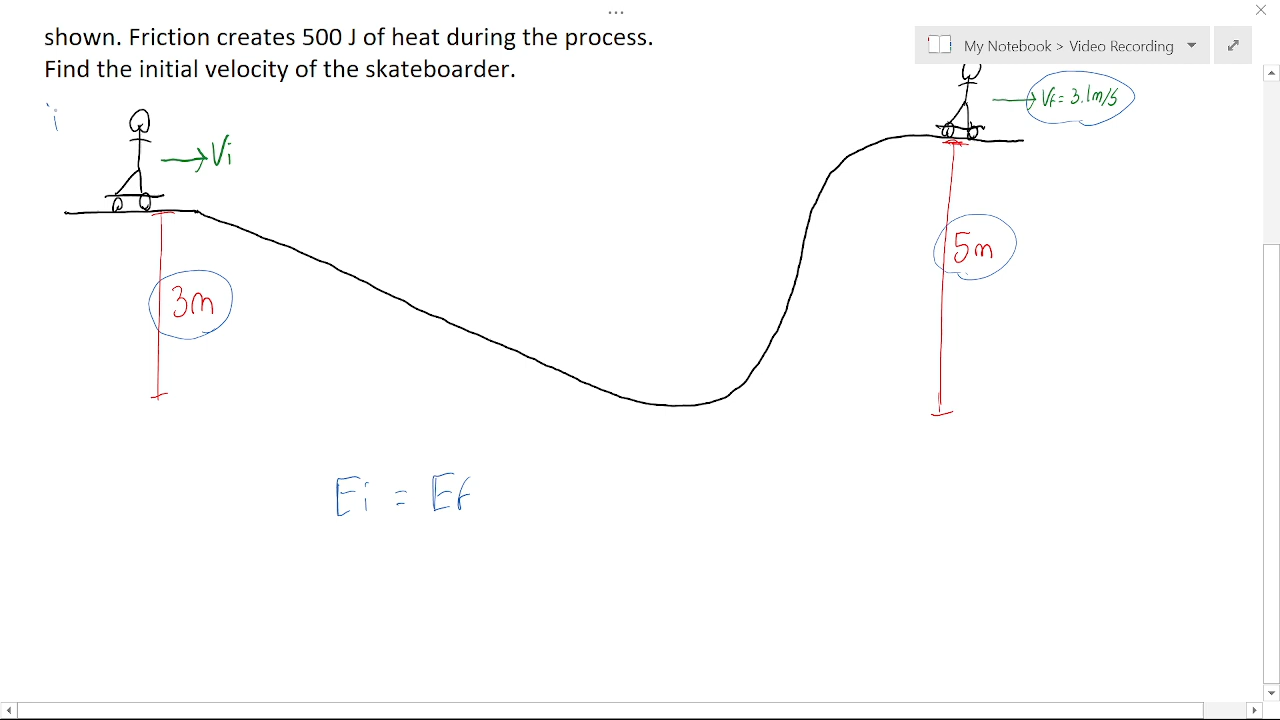 ...
shown. Friction creates 500 J of heat during the process.
Find the initial velocity of the skateboarder.
My Notebook > Video Recording
i
Vi
Vf = 3.1m/s
3m
5m
Ei = Ef